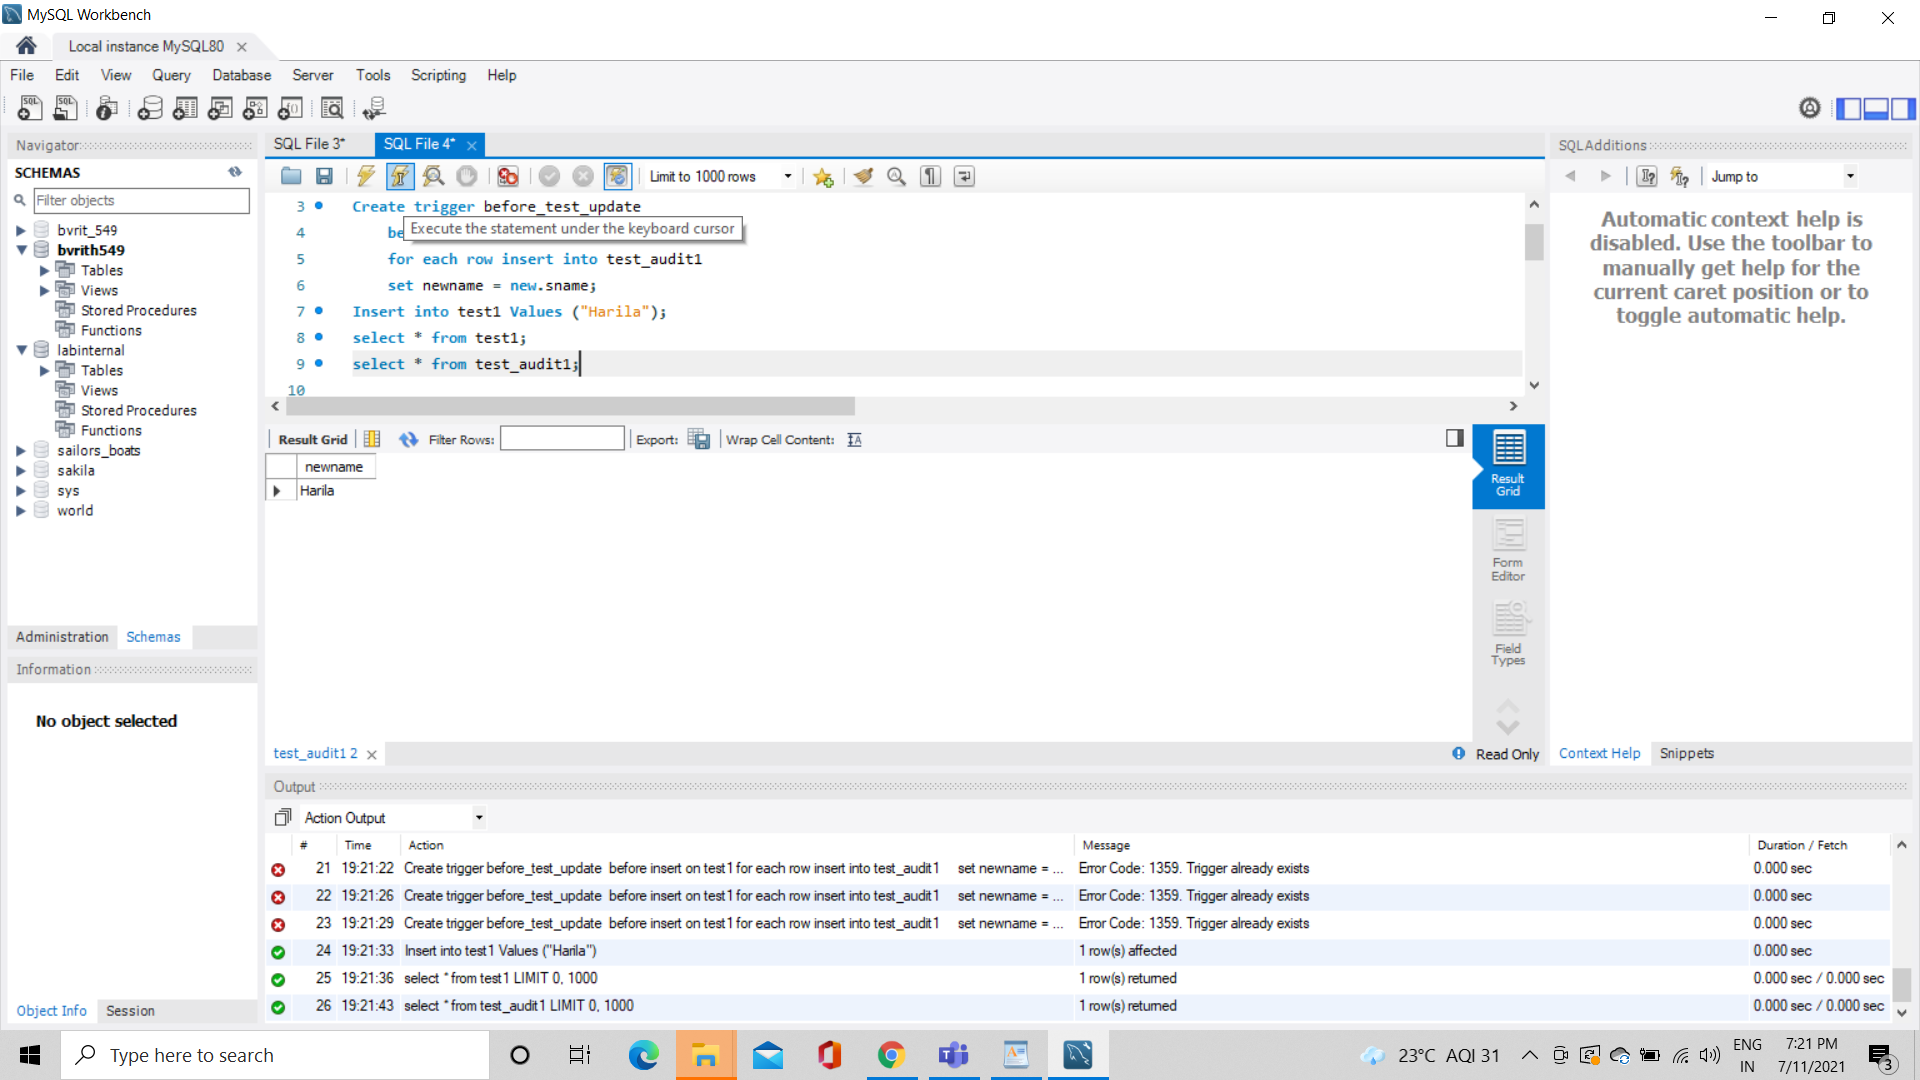 MySQL Workbench
Local instance MySQL80
File Edit View Query Database Server Tools Scripting Help
Navigator
SCHEMAS
Filter objects
bvrit_549
bvrith549
Tables
Views
Stored Procedures
Functions
labinternal
Tables
Views
Stored Procedures
Functions
sailors_boats
sakila
sys
world
Administration Schemas
Information
No object selected
Object Info Session
SQL File 3* SQL File 4*
Limit to 1000 rows
3 Create trigger before_test_update
4 be
Execute the statement under the keyboard cursor
5 for each row insert into test_audit1
6 set newname = new.sname;
7 Insert into test1 Values ("Harila");
8 select * from test1;
9 select * from test_audit1;
10
Result Grid Filter Rows: Export: Wrap Cell Content:
newname
Harila
Result Grid
Form Editor
Field Types
test_audit1 2
Read Only
SQLAdditions
Jump to
Automatic context help is
disabled. Use the toolbar to
manually get help for the
current caret position or to
toggle automatic help.
Context Help Snippets
Output
Action Output
# Time Action Message Duration / Fetch
21 19:21:22 Create trigger before_test_update before insert on test1 for each row insert into test_audit1 set newname = ... Error Code: 1359. Trigger already exists 0.000 sec
22 19:21:26 Create trigger before_test_update before insert on test1 for each row insert into test_audit1 set newname = ... Error Code: 1359. Trigger already exists 0.000 sec
23 19:21:29 Create trigger before_test_update before insert on test1 for each row insert into test_audit1 set newname = ... Error Code: 1359. Trigger already exists 0.000 sec
24 19:21:33 Insert into test1 Values ("Harila") 1 row(s) affected 0.000 sec
25 19:21:36 select * from test1 LIMIT 0, 1000 1 row(s) returned 0.000 sec / 0.000 sec
26 19:21:43 select * from test_audit1 LIMIT 0, 1000 1 row(s) returned 0.000 sec / 0.000 sec
Type here to search
23°C AQI 31
ENG
IN
7:21 PM
7/11/2021
3